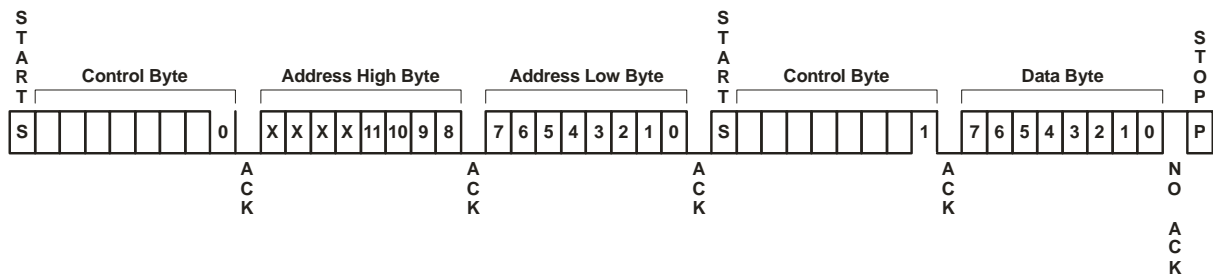 START
Control Byte
Address High Byte
Address Low Byte
START
Control Byte
Data Byte
STOP
S 0 X X X X 11 10 9 8 7 6 5 4 3 2 1 0 S 1 7 6 5 4 3 2 1 0 P
ACK
ACK
ACK
ACK
NO ACK